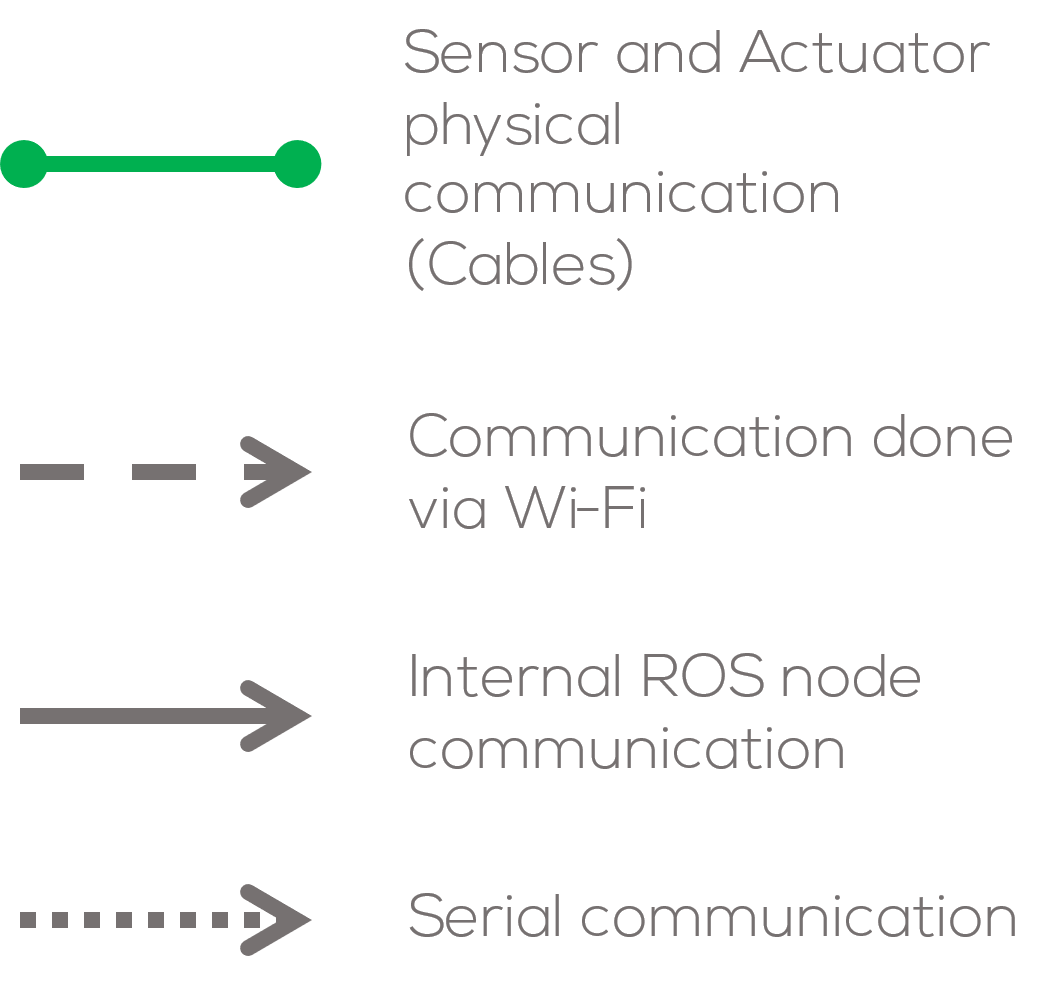 Sensor and Actuator
physical
communication
(Cables)
Communication done
via Wi-Fi
Internal ROS node
communication
Serial communication